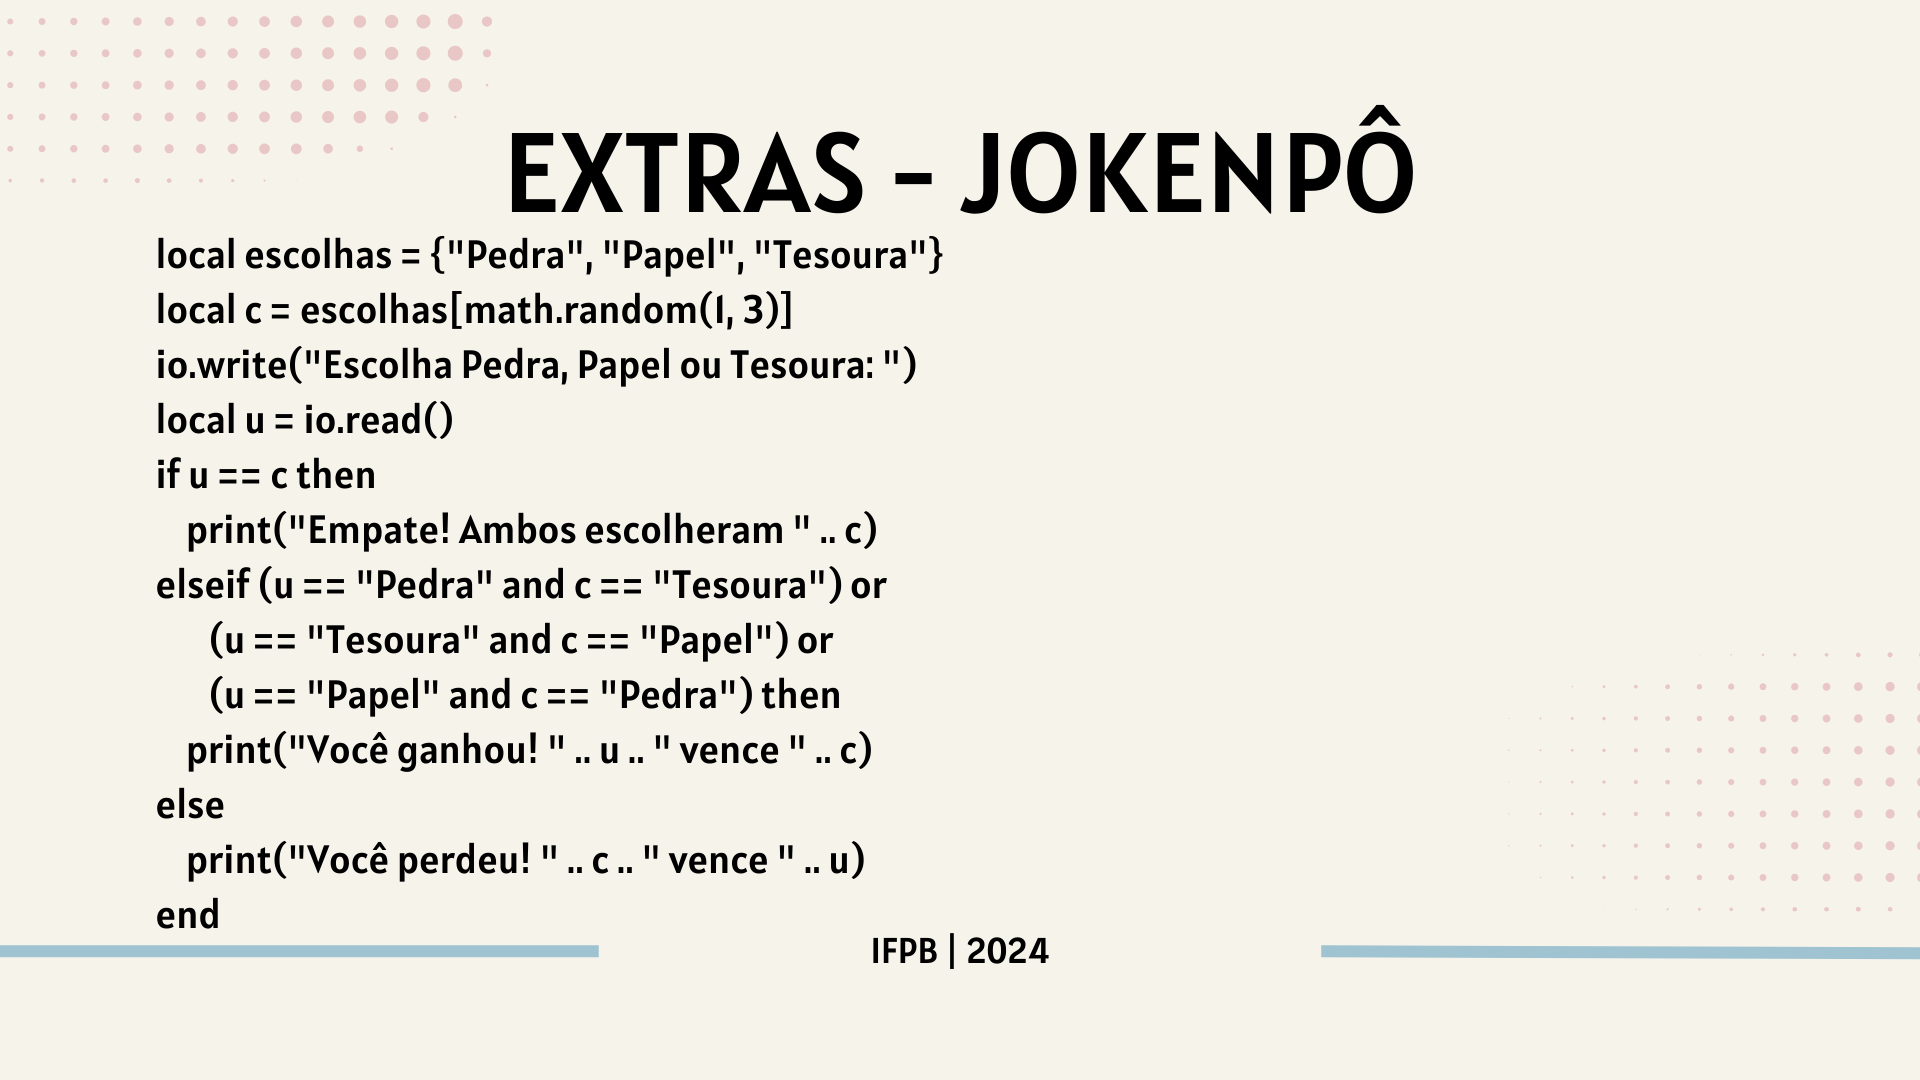 EXTRAS - JOKENPÔ
local escolhas = {"Pedra", "Papel", "Tesoura"}
local c = escolhas[math.random(1, 3)]
io.write("Escolha Pedra, Papel ou Tesoura: ")
local u = io.read()
if u == c then
    print("Empate! Ambos escolheram " .. c)
elseif (u == "Pedra" and c == "Tesoura") or
       (u == "Tesoura" and c == "Papel") or
       (u == "Papel" and c == "Pedra") then
    print("Você ganhou! " .. u .. " vence " .. c)
else
    print("Você perdeu! " .. c .. " vence " .. u)
end
IFPB | 2024